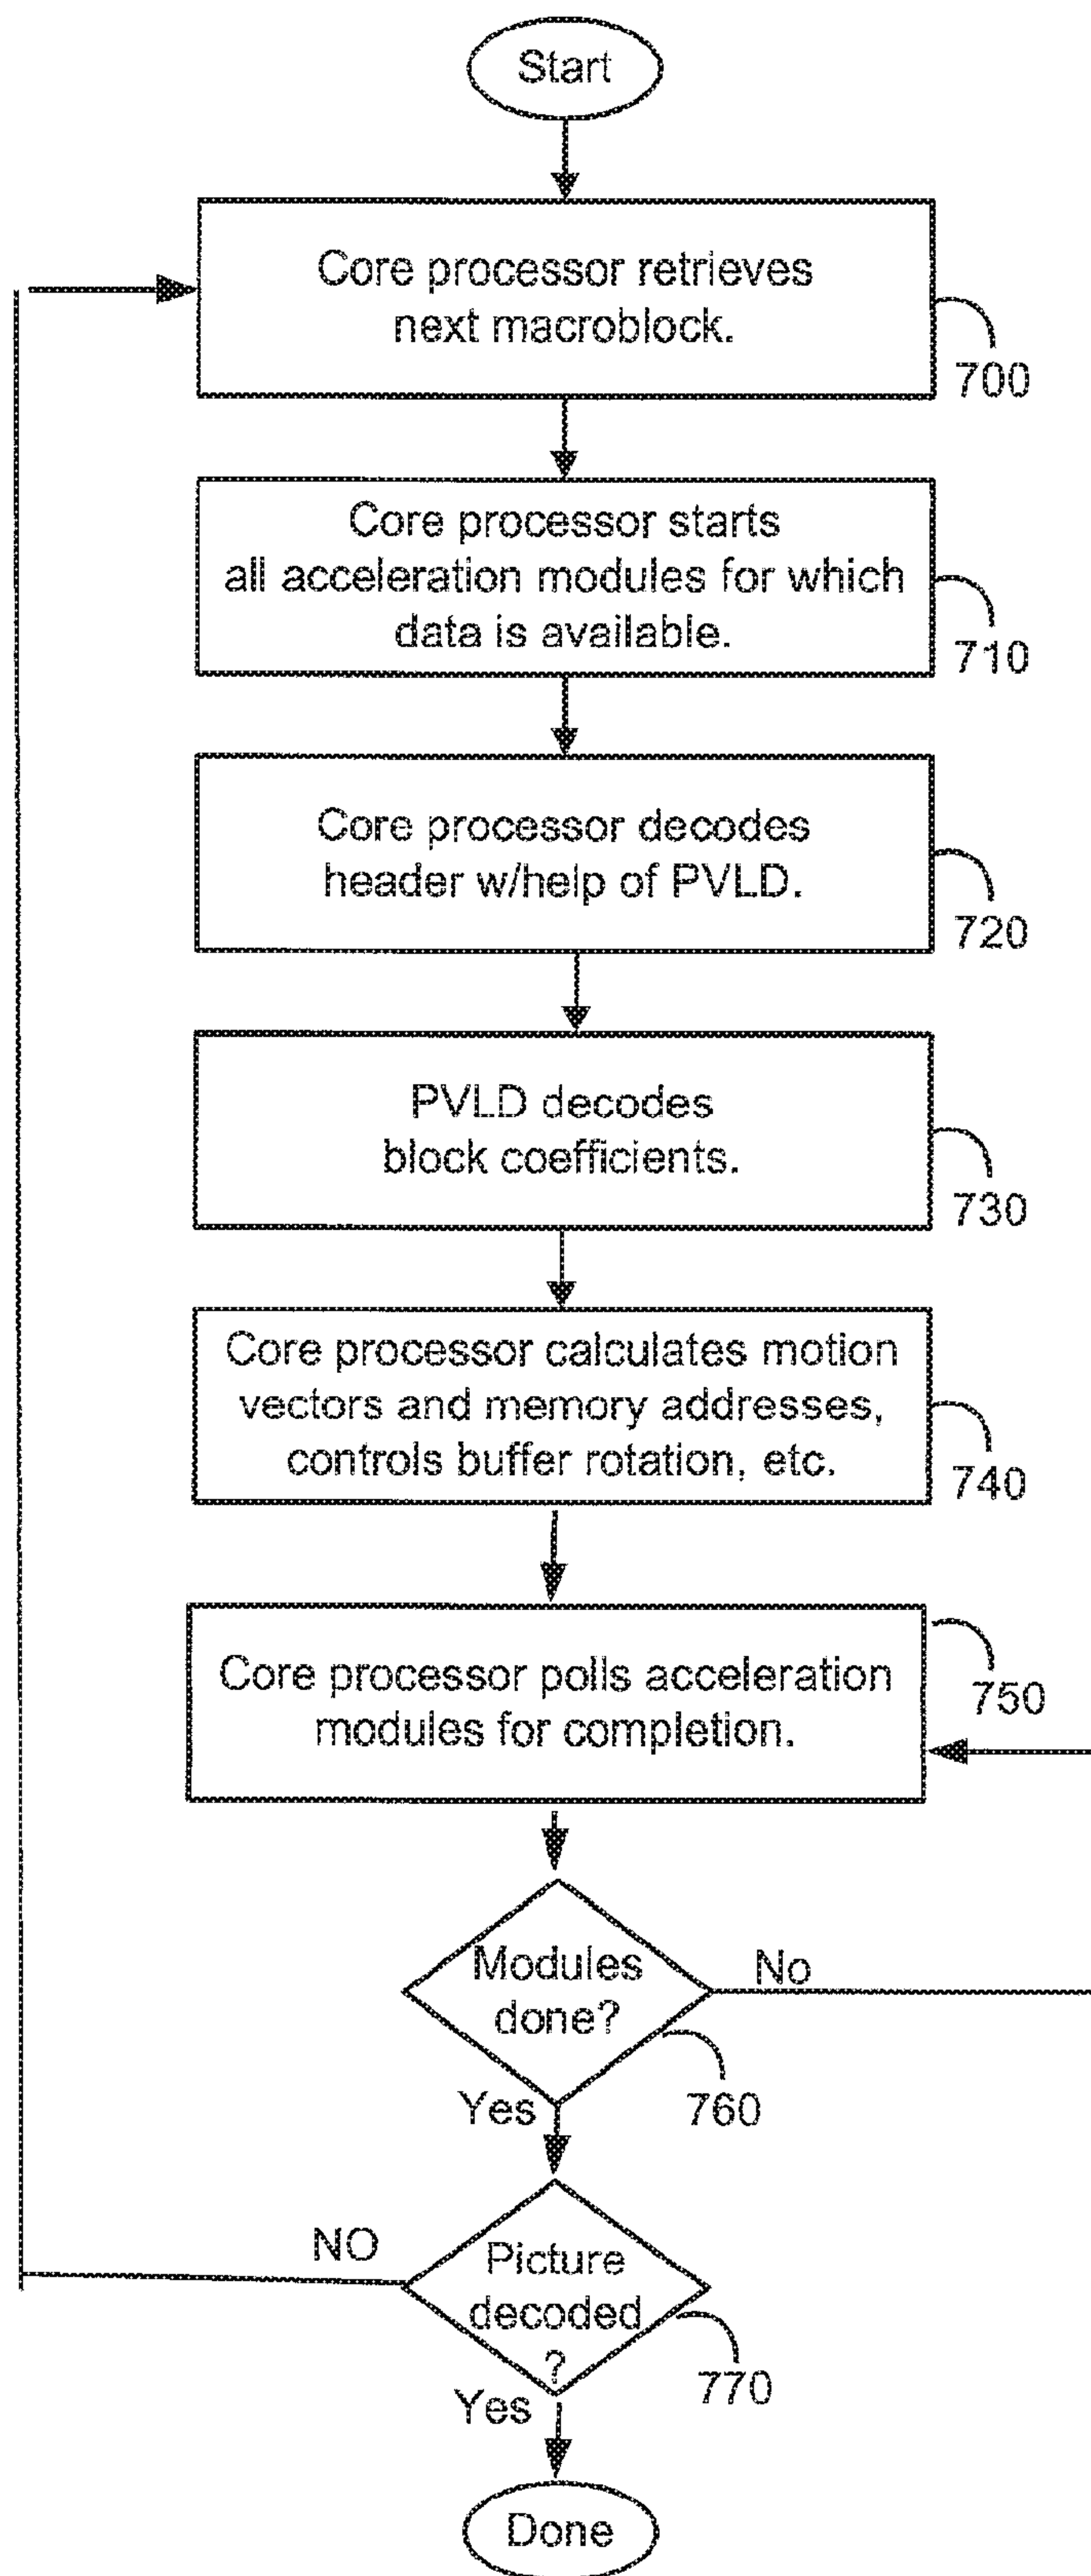 Start
Core processor retrieves
next macroblock.
700
Core processor starts
all acceleration modules for which
data is available.
710
Core processor decodes
header w/help of PVLD.
720
PVLD decodes
block coefficients.
730
Core processor calculates motion
vectors and memory addresses,
controls buffer rotation, etc.
740
Core processor polls acceleration
modules for completion.
750
Modules
done?
No
760
Yes
Picture
decoded
?
NO
770
Yes
Done